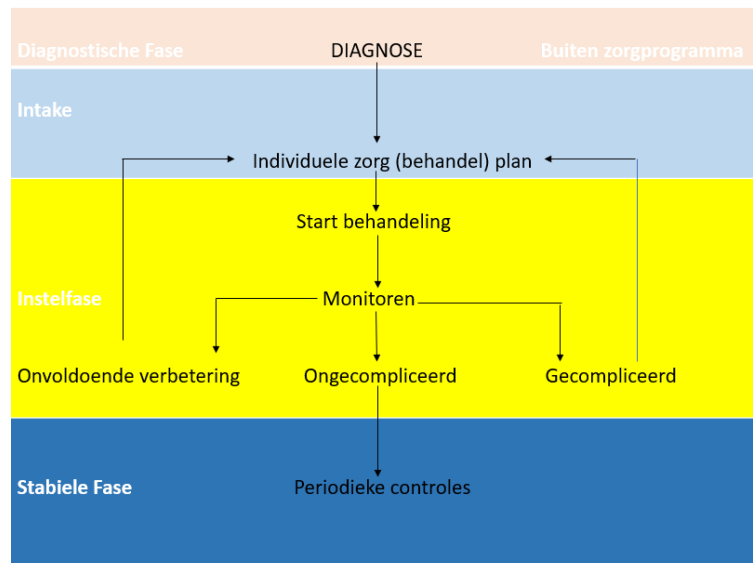 Diagnostische Fase DIAGNOSE Buiten zorgprogramma
Intake
Individuele zorg (behandel) plan
Start behandeling
Instelfase Monitoren
Onvoldoende verbetering Ongecompliceerd Gecompliceerd
Stabiele Fase Periodieke controles